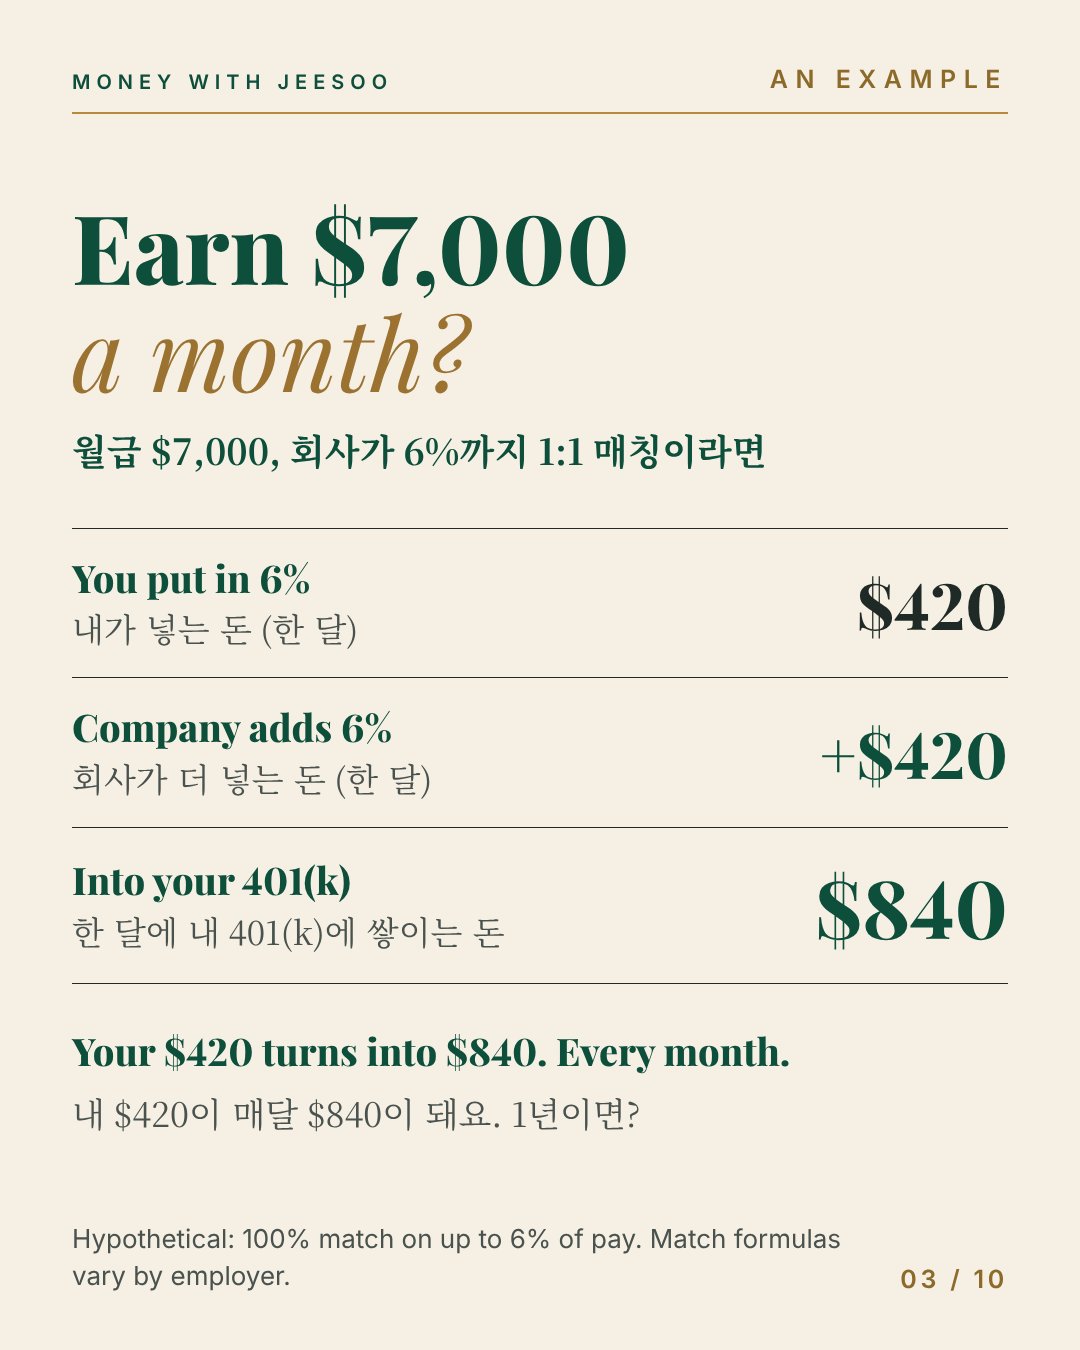 MONEY WITH JEESOO
AN EXAMPLE
Earn $7,000
a month?
월급 $7,000, 회사가 6%까지 1:1 매칭이라면
You put in 6%
내가 넣는 돈 (한 달)
$420
Company adds 6%
회사가 더 넣는 돈 (한 달)
+$420
Into your 401(k)
한 달에 내 401(k)에 쌓이는 돈
$840
Your $420 turns into $840. Every month.
내 $420이 매달 $840이 돼요. 1년이면?
Hypothetical: 100% match on up to 6% of pay. Match formulas
vary by employer.
03 / 10